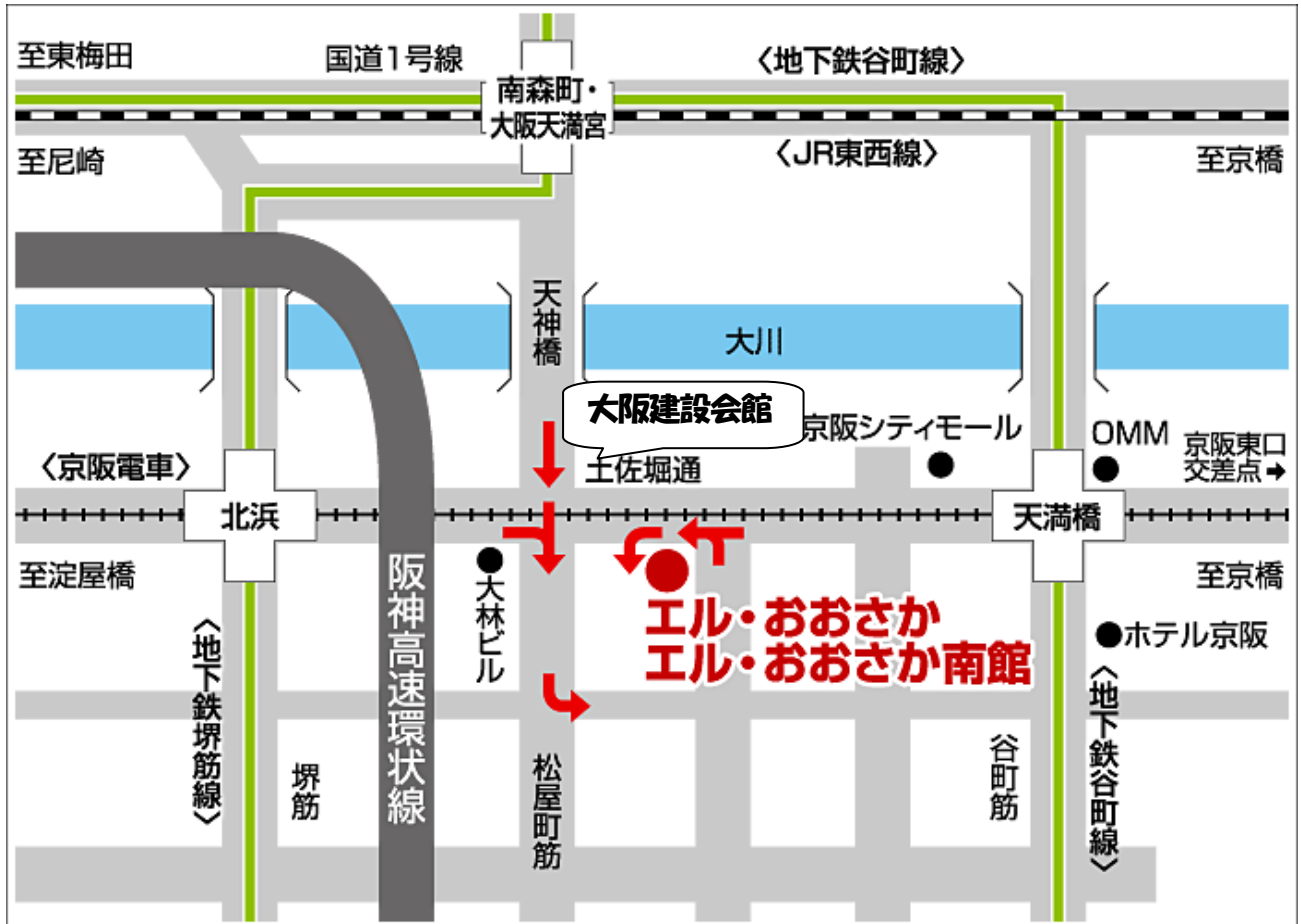 至東梅田
国道1号線
〈地下鉄谷町線〉
南森町・
大阪天満宮
至尼崎
〈JR東西線〉
至京橋
天神橋
大川
大阪建設会館
京阪シティモール
OMM
京阪東口
交差点➡
〈京阪電車〉
土佐堀通
北浜
天満橋
至淀屋橋
大林ビル
阪神高速環状線
至京橋
エル・おおさか
エル・おおさか南館
ホテル京阪
〈地下鉄堺筋線〉
堺筋
松屋町筋
谷町筋
〈地下鉄谷町線〉